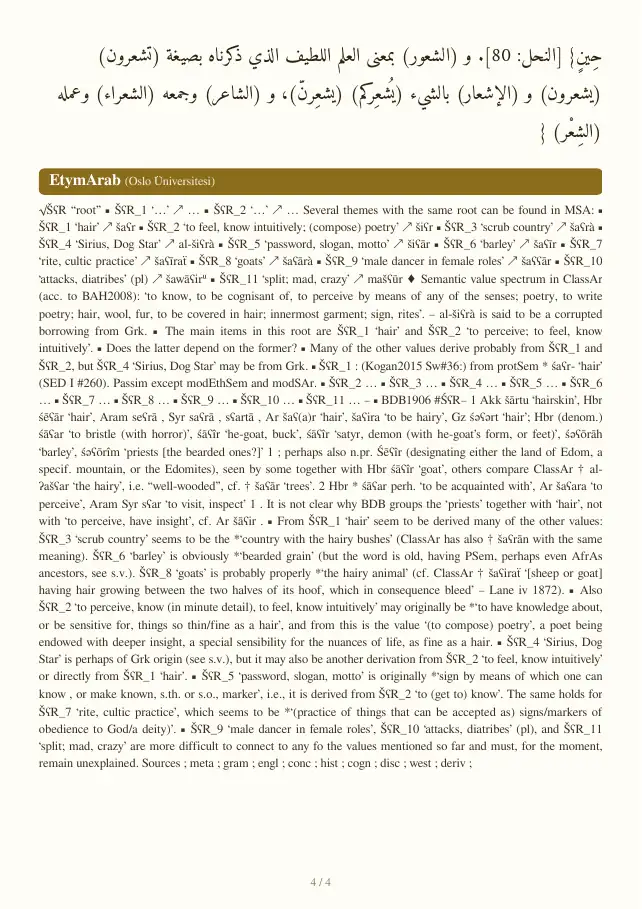 حِينٍ} [النحل: 80]. و (الشعور) بمعنى العلم اللطيف الذي ذكرناه بصيغة (تشعرون)
(يشعرون) و (الإشعار) بالشيء (يُشعِركم) (يشعِرنّ)، و (الشاعر) وجمعه (الشعراء) وعمله
(الشِعْر) {
EtymArab (Oslo Üniversitesi)
√ŠʕR “root” ▪ ŠʕR_1 ‘…’ ↗ … ▪ ŠʕR_2 ‘…’ ↗ … Several themes with the same root can be found in MSA: ▪
ŠʕR_1 ‘hair’ ↗ šaʕr ▪ ŠʕR_2 ‘to feel, know intuitively; (compose) poetry’ ↗ šiʕr ▪ ŠʕR_3 ‘scrub country’ ↗ šaʕrà ▪
ŠʕR_4 ‘Sirius, Dog Star’ ↗ al-šiʕrà ▪ ŠʕR_5 ‘password, slogan, motto’ ↗ šiʕār ▪ ŠʕR_6 ‘barley’ ↗ šaʕīr ▪ ŠʕR_7
‘rite, cultic practice’ ↗ šaʕīraẗ ▪ ŠʕR_8 ‘goats’ ↗ šaʕārà ▪ ŠʕR_9 ‘male dancer in female roles’ ↗ šaʕʕār ▪ ŠʕR_10
‘attacks, diatribes’ (pl) ↗ šawāʕirᵘ ▪ ŠʕR_11 ‘split; mad, crazy’ ↗ mašʕūr ♦ Semantic value spectrum in ClassAr
(acc. to BAH2008): ‘to know, to be cognisant of, to perceive by means of any of the senses; poetry, to write
poetry; hair, wool, fur, to be covered in hair; innermost garment; sign, rites’. – al-šiʕrà is said to be a corrupted
borrowing from Grk. ▪ The main items in this root are ŠʕR_1 ‘hair’ and ŠʕR_2 ‘to perceive; to feel, know
intuitively’. ▪ Does the latter depend on the former? ▪ Many of the other values derive probably from ŠʕR_1 and
ŠʕR_2, but ŠʕR_4 ‘Sirius, Dog Star’ may be from Grk. ▪ ŠʕR_1 : (Kogan2015 Sw#36:) from protSem * śaʕr- ‘hair’
(SED I #260). Passim except modEthSem and modSAr. ▪ ŠʕR_2 … ▪ ŠʕR_3 … ▪ ŠʕR_4 … ▪ ŠʕR_5 … ▪ ŠʕR_6
… ▪ ŠʕR_7 … ▪ ŠʕR_8 … ▪ ŠʕR_9 … ▪ ŠʕR_10 … ▪ ŠʕR_11 … – ▪ BDB1906 #ŚʕR– 1 Akk šārtu ‘hairskin’, Hbr
śēʕār ‘hair’, Aram seʕrā , Syr saʕrā , sʕartā , Ar šaʕ(a)r ‘hair’, šaʕira ‘to be hairy’, Gz śəʕərt ‘hair’; Hbr (denom.)
śāʕar ‘to bristle (with horror)’, śāʕīr ‘he-goat, buck’, śāʕīr ‘satyr, demon (with he-goat’s form, or feet)’, śəʕōrāh
‘barley’, śəʕōrîm ‘priests [the bearded ones?]’ 1 ; perhaps also n.pr. Śēʕīr (designating either the land of Edom, a
specif. mountain, or the Edomites), seen by some together with Hbr śāʕīr ‘goat’, others compare ClassAr † al-
ʔašʕar ‘the hairy’, i.e. “well-wooded”, cf. † šaʕār ‘trees’. 2 Hbr * śāʕar perh. ‘to be acquainted with’, Ar šaʕara ‘to
perceive’, Aram Syr sʕar ‘to visit, inspect’ 1 . It is not clear why BDB groups the ‘priests’ together with ‘hair’, not
with ‘to perceive, have insight’, cf. Ar šāʕir . ▪ From ŠʕR_1 ‘hair’ seem to be derived many of the other values:
ŠʕR_3 ‘scrub country’ seems to be the *‘country with the hairy bushes’ (ClassAr has also † šaʕrān with the same
meaning). ŠʕR_6 ‘barley’ is obviously *‘bearded grain’ (but the word is old, having PSem, perhaps even AfrAs
ancestors, see s.v.). ŠʕR_8 ‘goats’ is probably properly *‘the hairy animal’ (cf. ClassAr † šaʕiraẗ ‘[sheep or goat]
having hair growing between the two halves of its hoof, which in consequence bleed’ – Lane iv 1872). ▪ Also
ŠʕR_2 ‘to perceive, know (in minute detail), to feel, know intuitively’ may originally be *‘to have knowledge about,
or be sensitive for, things so thin/fine as a hair’, and from this is the value ‘(to compose) poetry’, a poet being
endowed with deeper insight, a special sensibility for the nuances of life, as fine as a hair. ▪ ŠʕR_4 ‘Sirius, Dog
Star’ is perhaps of Grk origin (see s.v.), but it may also be another derivation from ŠʕR_2 ‘to feel, know intuitively’
or directly from ŠʕR_1 ‘hair’. ▪ ŠʕR_5 ‘password, slogan, motto’ is originally *‘sign by means of which one can
know , or make known, s.th. or s.o., marker’, i.e., it is derived from ŠʕR_2 ‘to (get to) know’. The same holds for
ŠʕR_7 ‘rite, cultic practice’, which seems to be *‘(practice of things that can be accepted as) signs/markers of
obedience to God/a deity)’. ▪ ŠʕR_9 ‘male dancer in female roles’, ŠʕR_10 ‘attacks, diatribes’ (pl), and ŠʕR_11
‘split; mad, crazy’ are more difficult to connect to any fo the values mentioned so far and must, for the moment,
remain unexplained. Sources ; meta ; gram ; engl ; conc ; hist ; cogn ; disc ; west ; deriv ;
4 / 4